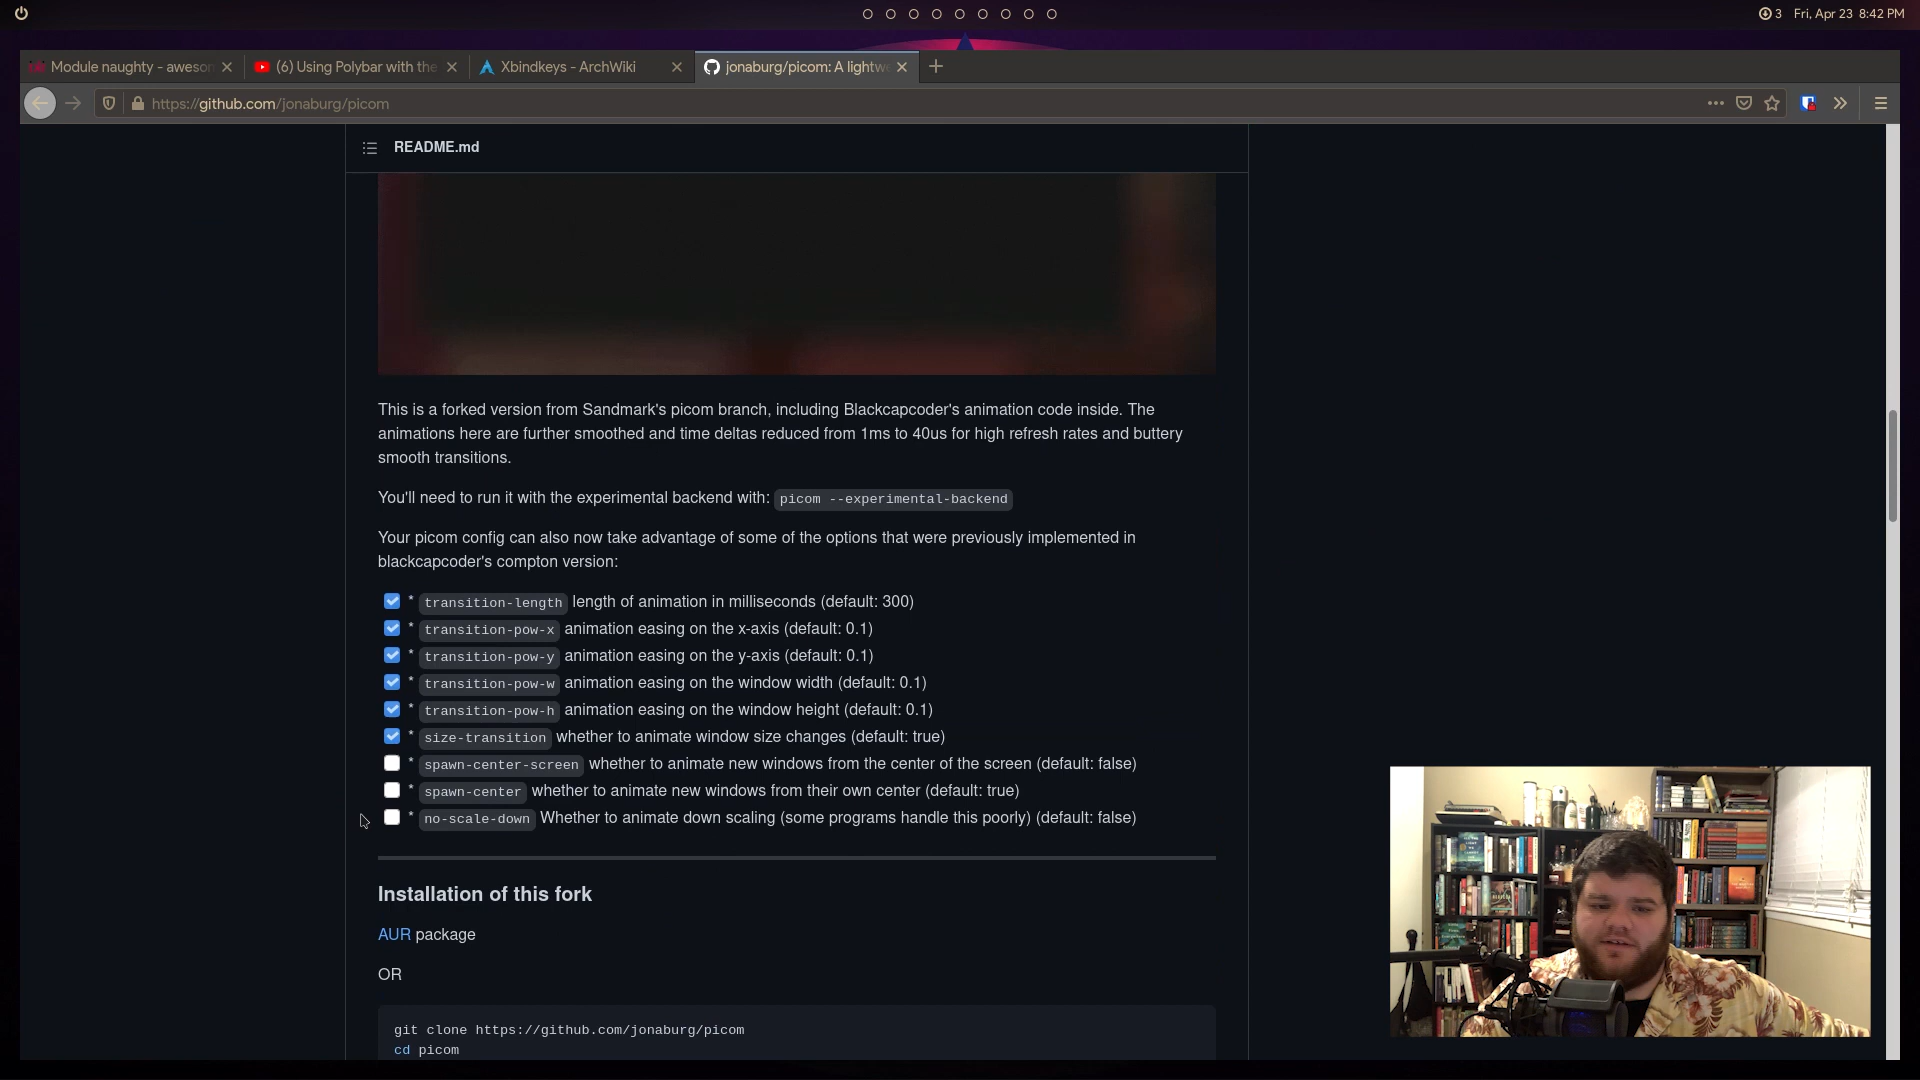 3 Fri, Apr 23 8:42 PM
Module naughty - aweson
(6) Using Polybar with the
Xbindkeys - ArchWiki
jonaburg/picom: A lightwe
https://github.com/jonaburg/picom
README.md
This is a forked version from Sandmark's picom branch, including Blackcapcoder's animation code inside. The
animations here are further smoothed and time deltas reduced from 1ms to 40us for high refresh rates and buttery
smooth transitions.
You'll need to run it with the experimental backend with: picom --experimental-backend
Your picom config can also now take advantage of some of the options that were previously implemented in
blackcapcoder's compton version:
* transition-length length of animation in milliseconds (default: 300)
* transition-pow-x animation easing on the x-axis (default: 0.1)
* transition-pow-y animation easing on the y-axis (default: 0.1)
* transition-pow-w animation easing on the window width (default: 0.1)
* transition-pow-h animation easing on the window height (default: 0.1)
* size-transition whether to animate window size changes (default: true)
* spawn-center-screen whether to animate new windows from the center of the screen (default: false)
* spawn-center whether to animate new windows from their own center (default: true)
* no-scale-down Whether to animate down scaling (some programs handle this poorly) (default: false)
Installation of this fork
AUR package
OR
git clone https://github.com/jonaburg/picom
cd picom